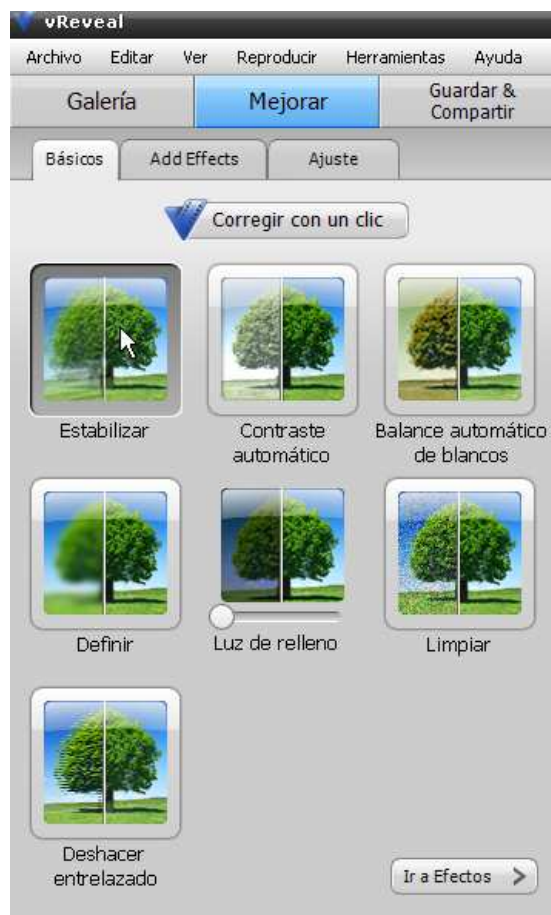 vReveal
Archivo Editar Ver Reproducir Herramientas Ayuda
Galería Mejorar Guardar &
Compartir
Básicos Add Effects Ajuste
Corregir con un clic
Estabilizar Contraste
automático Balance automático
de blancos
Definir Luz de relleno Limpiar
Deshacer
entrelazado
Ir a Efectos >